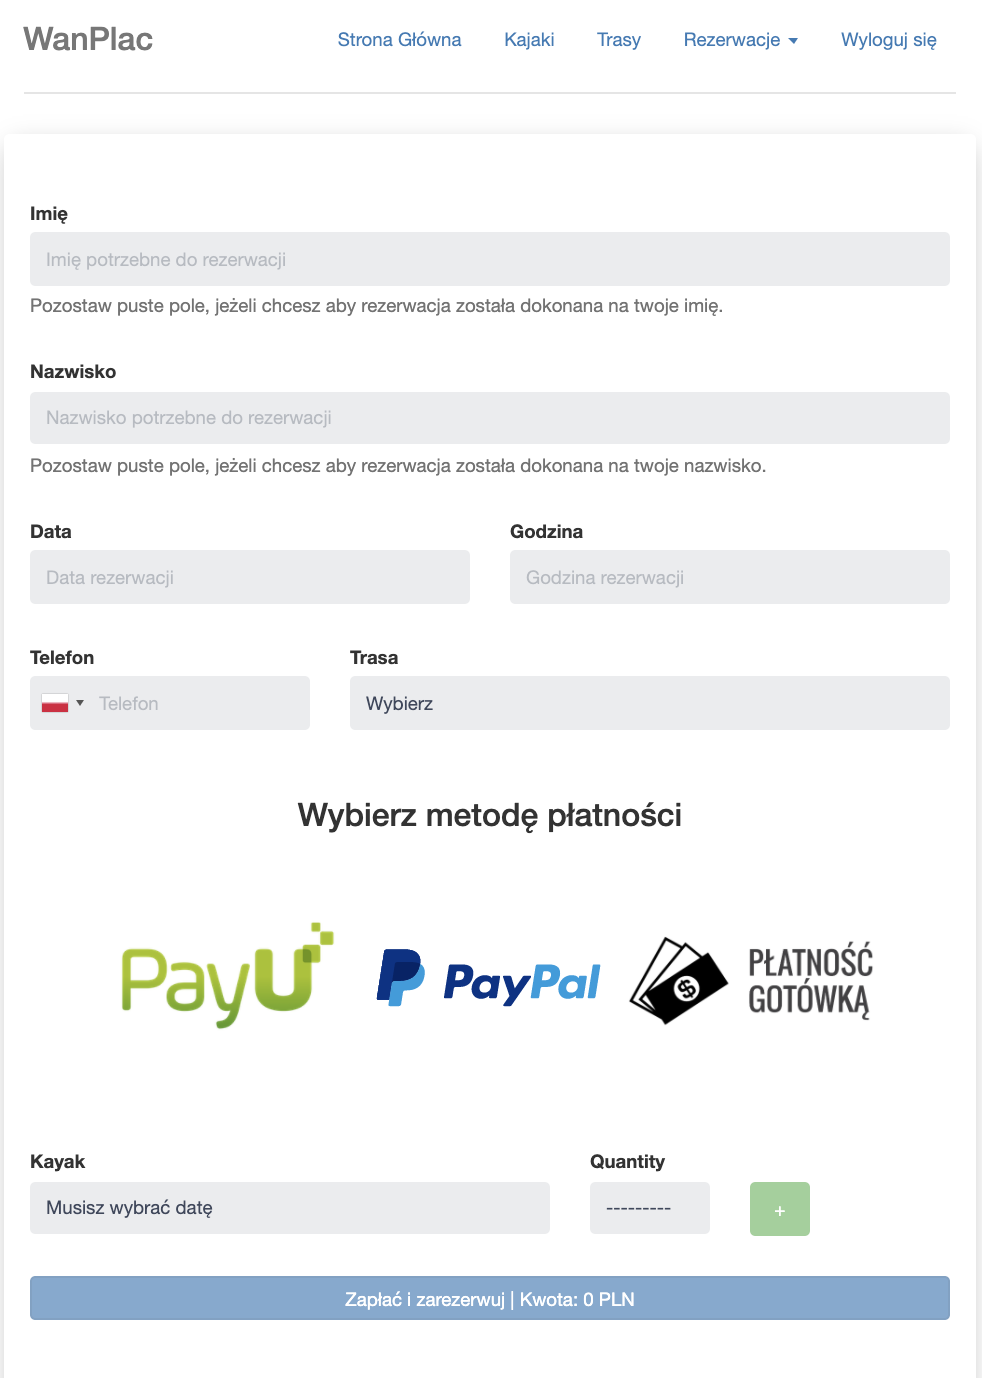 WanPlac
Strona Główna
Kajaki
Trasy
Rezerwacje
Wyloguj się
Imię
Imię potrzebne do rezerwacji
Pozostaw puste pole, jeżeli chcesz aby rezerwacja została dokonana na twoje imię.
Nazwisko
Nazwisko potrzebne do rezerwacji
Pozostaw puste pole, jeżeli chcesz aby rezerwacja została dokonana na twoje nazwisko.
Data
Godzina
Data rezerwacji
Godzina rezerwacji
Telefon
Trasa
Telefon
Wybierz
Wybierz metodę płatności
PayU
PayPal
$
PŁATNOŚĆ
GOTÓWKĄ
Kayak
Quantity
Musisz wybrać datę
---------
+
Zapłać i zarezerwuj | Kwota: 0 PLN